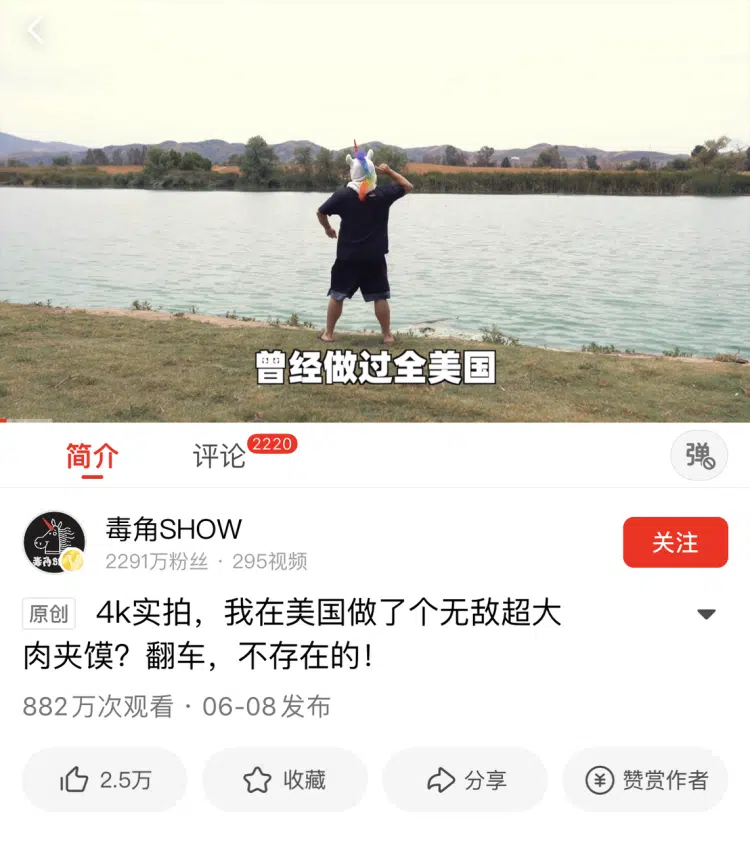 曾经做过全美国
简介
评论 2220
弹
毒角SHOW
2291万粉丝 · 295视频
关注
原创 4k实拍，我在美国做了个无敌超大
肉夹馍？翻车，不存在的！
882万次观看 · 06-08发布
2.5万
收藏
分享
赞赏作者